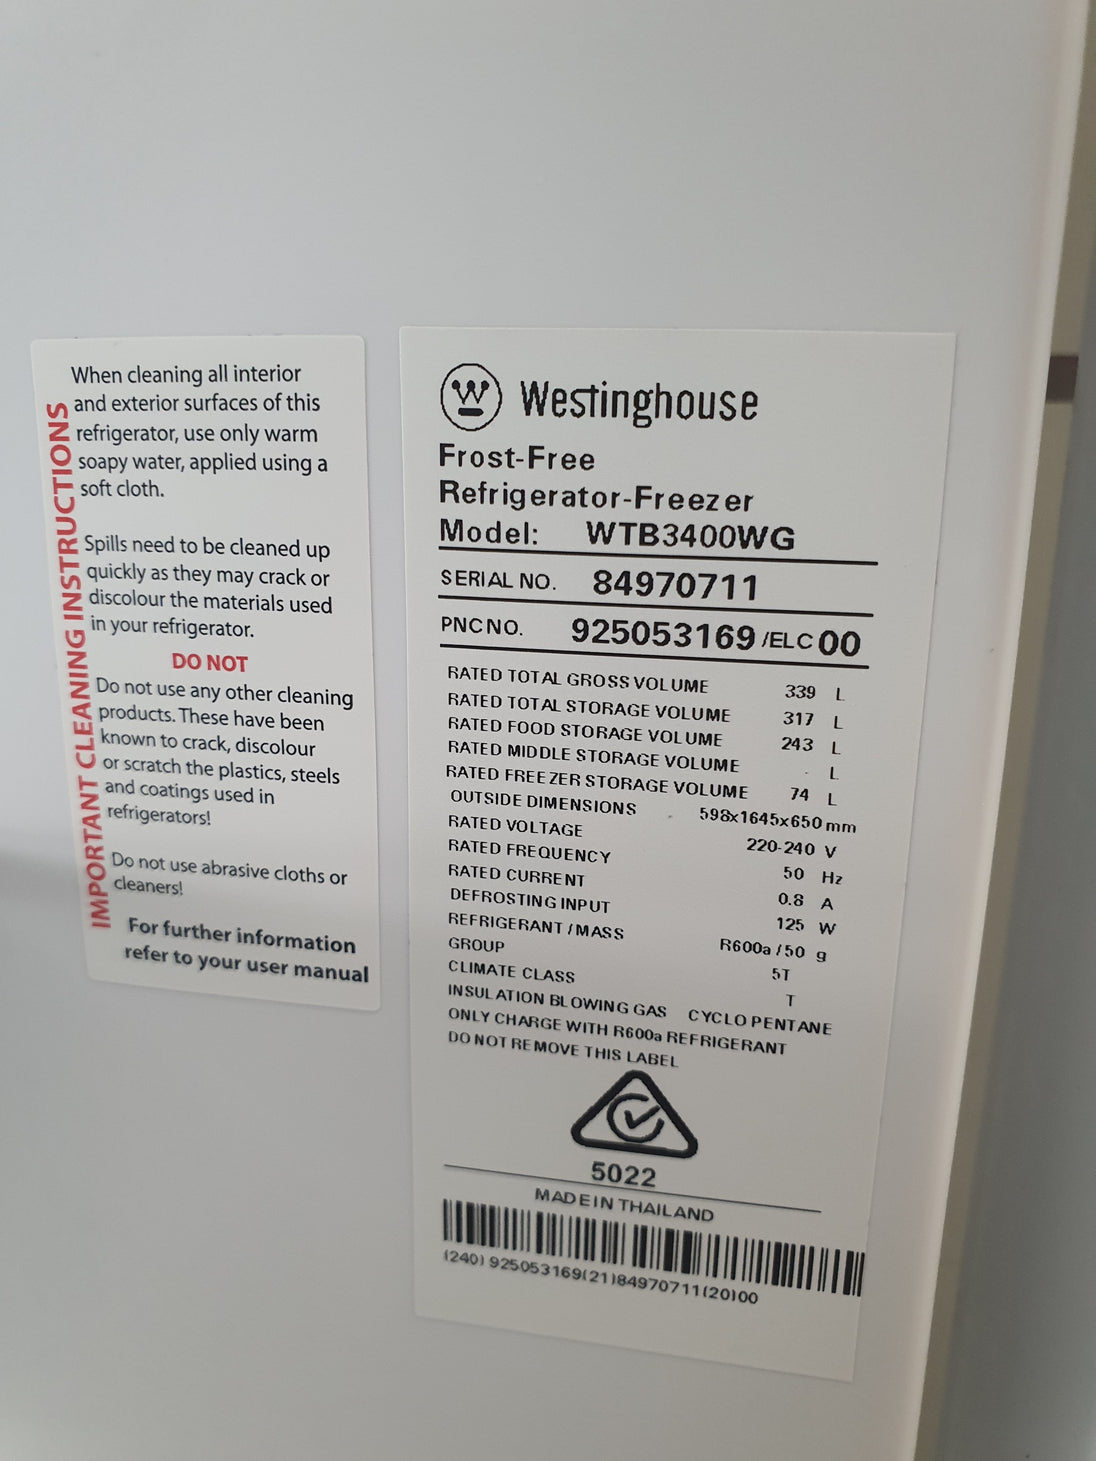 IMPORTANT CLEANING INSTRUCTIONS
When cleaning all interior
and exterior surfaces of this
refrigerator, use only warm
soapy water, applied using a
soft cloth.
Spills need to be cleaned up
quickly as they may crack or
discolour the materials used
in your refrigerator.
DO NOT
Do not use any other cleaning
products. These have been
known to crack, discolour
or scratch the plastics, steels
and coatings used in
refrigerators!
Do not use abrasive cloths or
cleaners!
For further information
refer to your user manual
W Westinghouse
Frost-Free
Refrigerator-Freezer
Model: WTB3400WG
SERIAL NO. 84970711
PNC NO. 925053169 /ELC 00
RATED TOTAL GROSS VOLUME 339 L
RATED TOTAL STORAGE VOLUME 317 L
RATED FOOD STORAGE VOLUME 243 L
RATED MIDDLE STORAGE VOLUME - L
RATED FREEZER STORAGE VOLUME 74 L
OUTSIDE DIMENSIONS 598x1645x650 mm
RATED VOLTAGE 220-240 V
RATED FREQUENCY 50 Hz
RATED CURRENT 0.8 A
DEFROSTING INPUT 125 W
REFRIGERANT / MASS R600a / 50 g
GROUP 5T
CLIMATE CLASS T
INSULATION BLOWING GAS CYCLO PENTANE
ONLY CHARGE WITH R600a REFRIGERANT
DO NOT REMOVE THIS LABEL
5022
MADE IN THAILAND
(240) 925053169(21)84970711(20)00